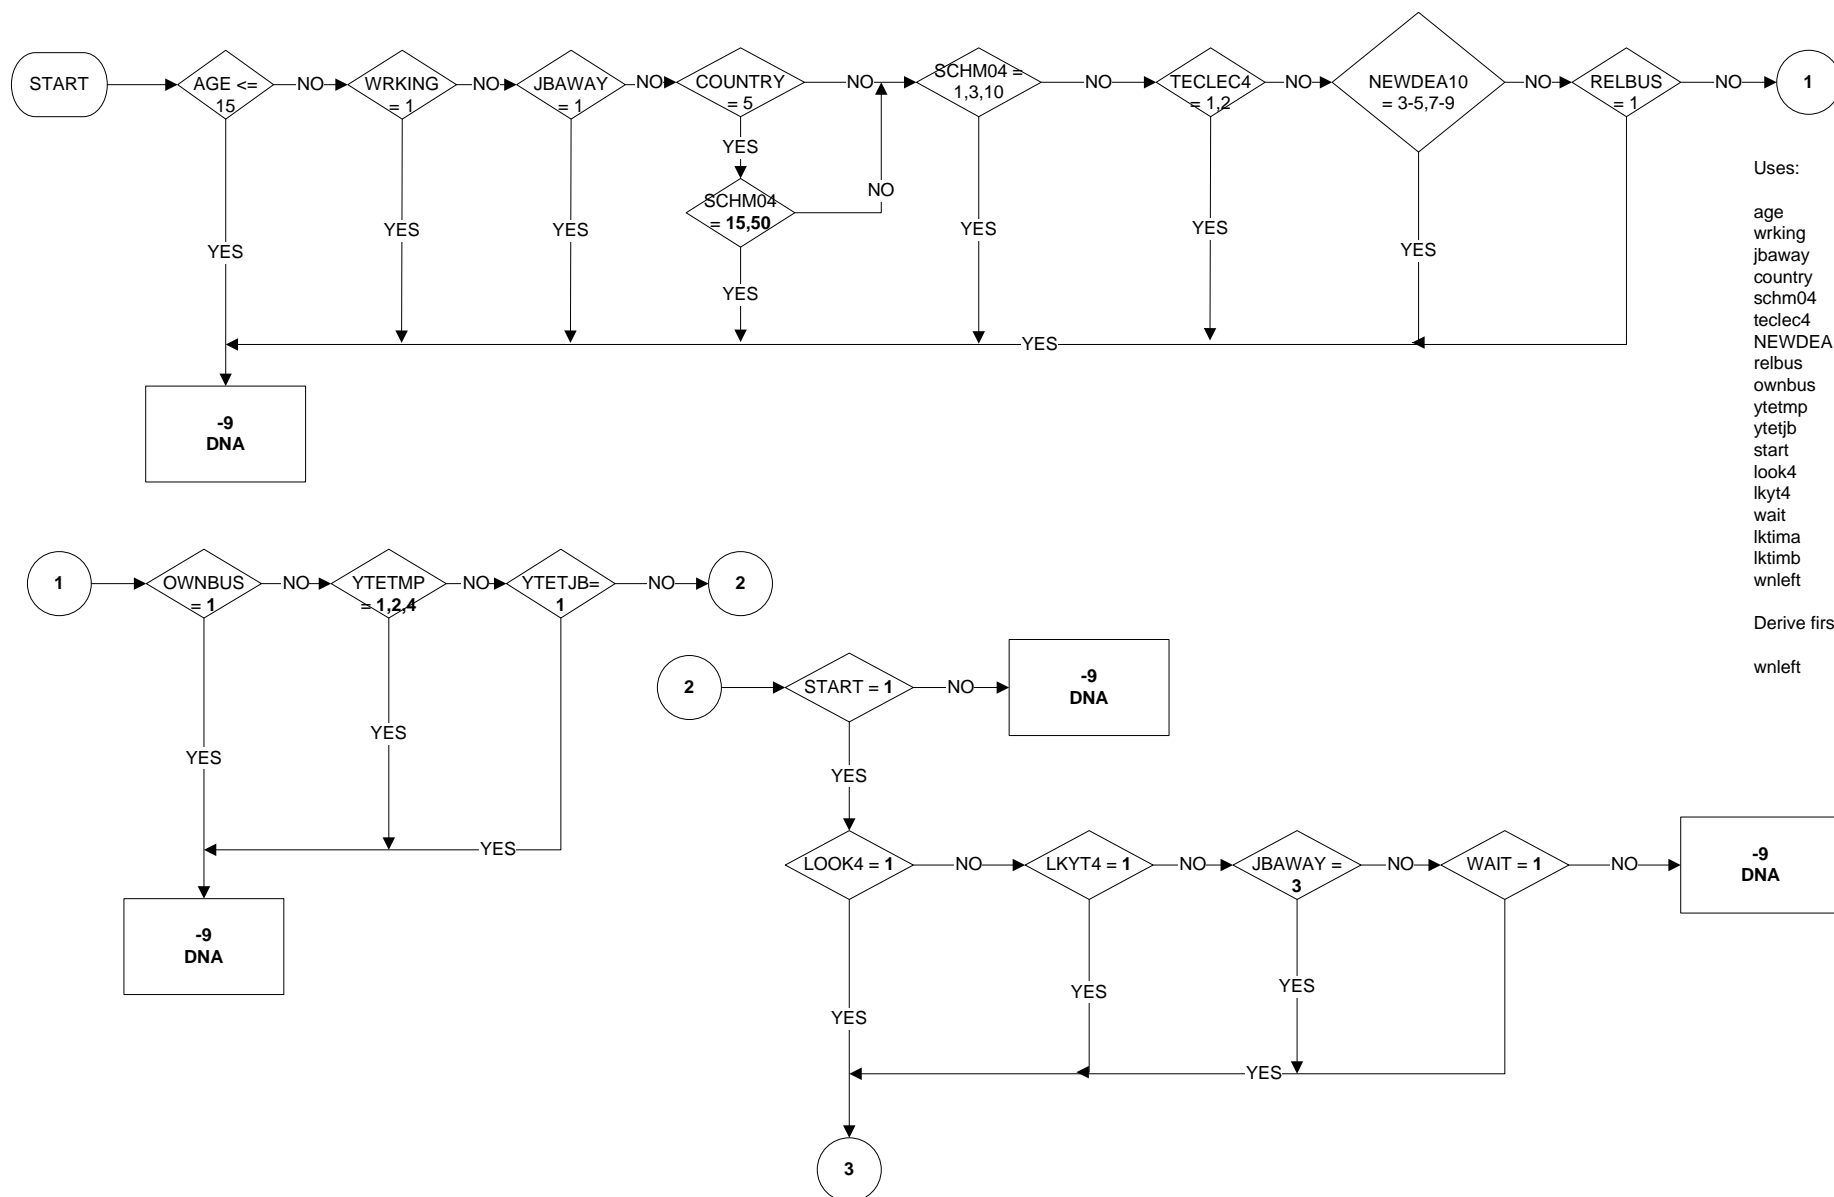 START
AGE <=
15
NO
WRKING
= 1
NO
JBAWAY
= 1
NO
COUNTRY
= 5
NO
SCHM04 =
1,3,10
NO
TECLEC4
= 1,2
NO
NEWDEA10
= 3-5,7-9
NO
RELBUS
= 1
NO
1
YES
SCHM04
= 15,50
NO
YES
YES
YES
YES
YES
YES
YES
YES
-9
DNA
Uses:
age
wrking
jbaway
country
schm04
teclec4
NEWDEA
relbus
ownbus
ytetmp
ytetjb
start
look4
lkyt4
wait
lktima
lktimb
wnleft
Derive firs
wnleft
1
OWNBUS
= 1
NO
YTETMP
= 1,2,4
NO
YTETJB=
1
NO
2
YES
YES
YES
-9
DNA
2
START = 1
NO
-9
DNA
YES
LOOK4 = 1
NO
LKYT4 = 1
NO
JBAWAY =
3
NO
WAIT = 1
NO
-9
DNA
YES
YES
YES
YES
3